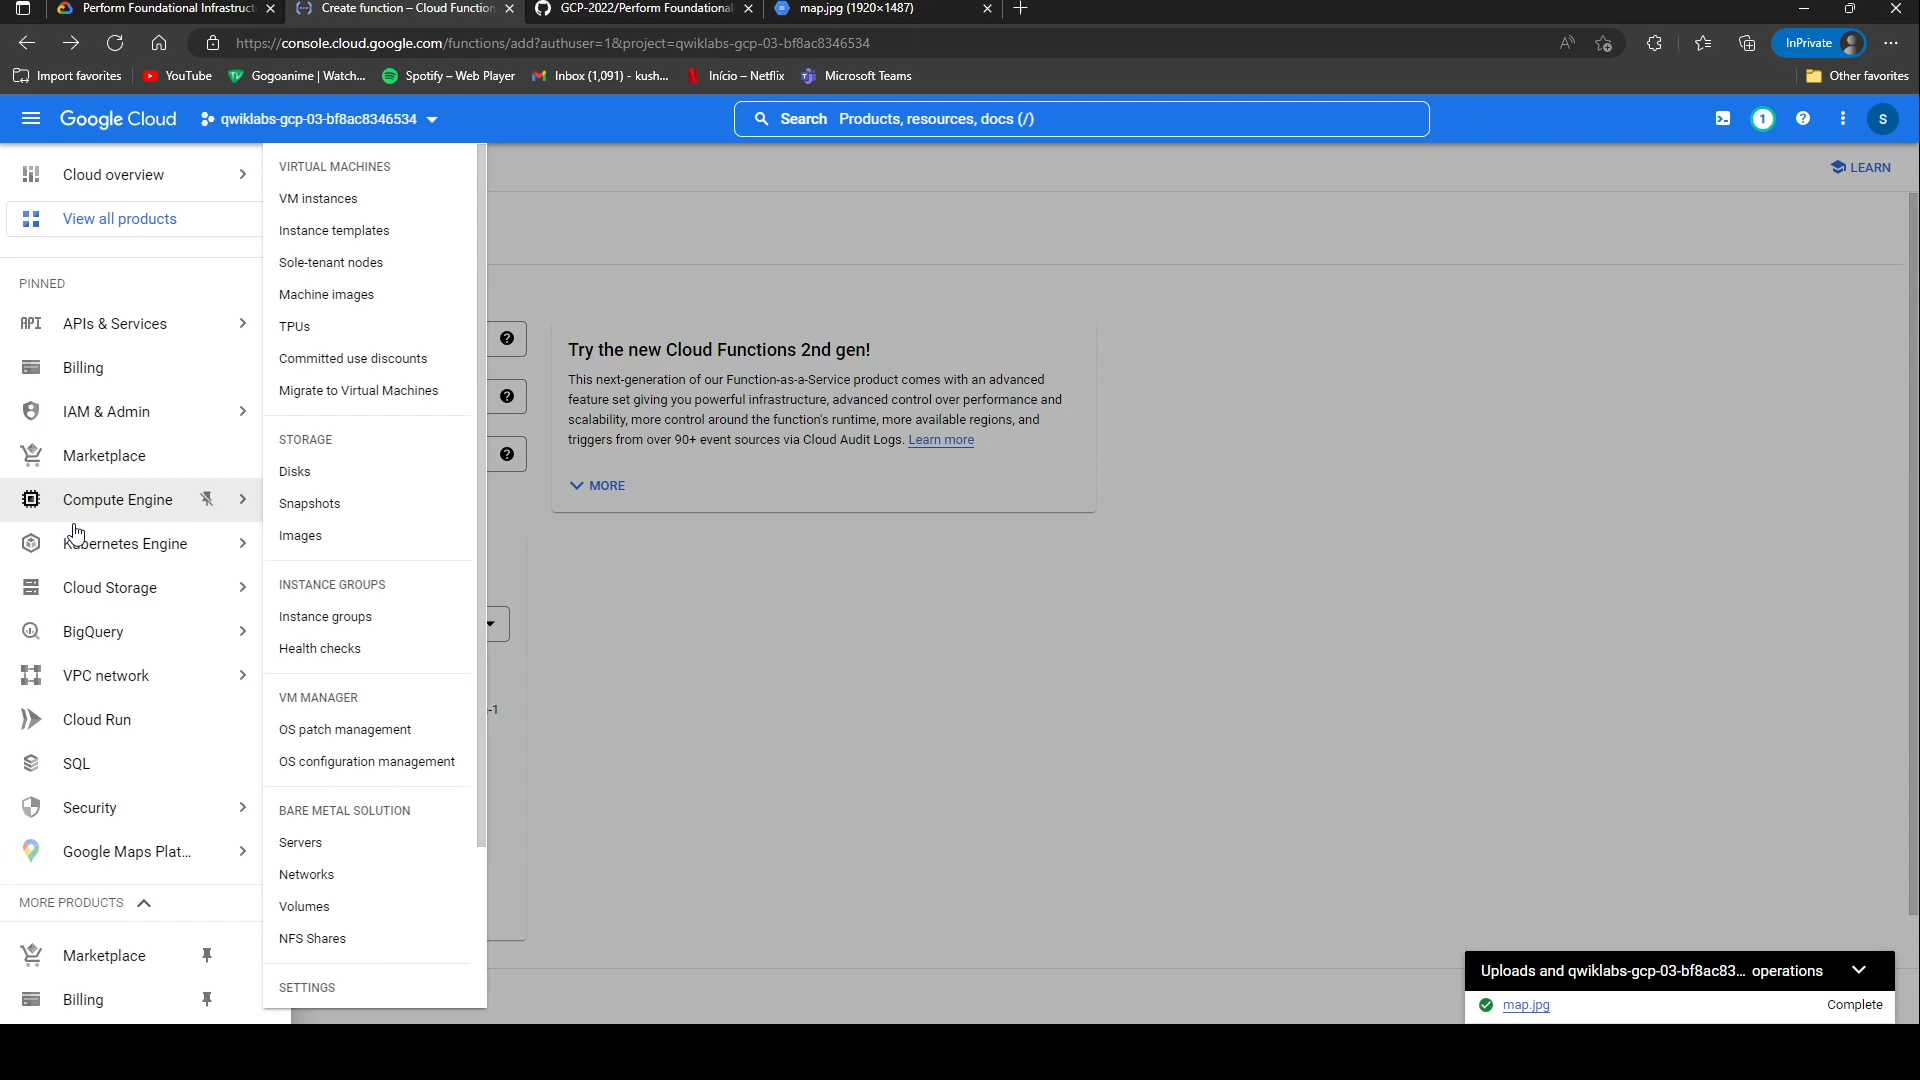 Perform Foundational Infrastruct
Create function – Cloud Function
GCP-2022/Perform Foundational
map.jpg (1920×1487)
https://console.cloud.google.com/functions/add?authuser=1&project=qwiklabs-gcp-03-bf8ac8346534
InPrivate
Import favorites
YouTube
Gogoanime | Watch...
Spotify – Web Player
Inbox (1,091) - kush...
Início – Netflix
Microsoft Teams
Other favorites
Google Cloud
qwiklabs-gcp-03-bf8ac8346534
Search Products, resources, docs (/)
1
S
LEARN
Cloud overview
View all products
PINNED
API APIs & Services
Billing
IAM & Admin
Marketplace
Compute Engine
Kubernetes Engine
Cloud Storage
BigQuery
VPC network
Cloud Run
SQL
Security
Google Maps Plat...
MORE PRODUCTS
Marketplace
Billing
VIRTUAL MACHINES
VM instances
Instance templates
Sole-tenant nodes
Machine images
TPUs
Committed use discounts
Migrate to Virtual Machines
STORAGE
Disks
Snapshots
Images
INSTANCE GROUPS
Instance groups
Health checks
VM MANAGER
OS patch management
OS configuration management
BARE METAL SOLUTION
Servers
Networks
Volumes
NFS Shares
SETTINGS
-1
Try the new Cloud Functions 2nd gen!
This next-generation of our Function-as-a-Service product comes with an advanced
feature set giving you powerful infrastructure, advanced control over performance and
scalability, more control around the function's runtime, more available regions, and
triggers from over 90+ event sources via Cloud Audit Logs. Learn more
MORE
Uploads and qwiklabs-gcp-03-bf8ac83... operations
map.jpg
Complete